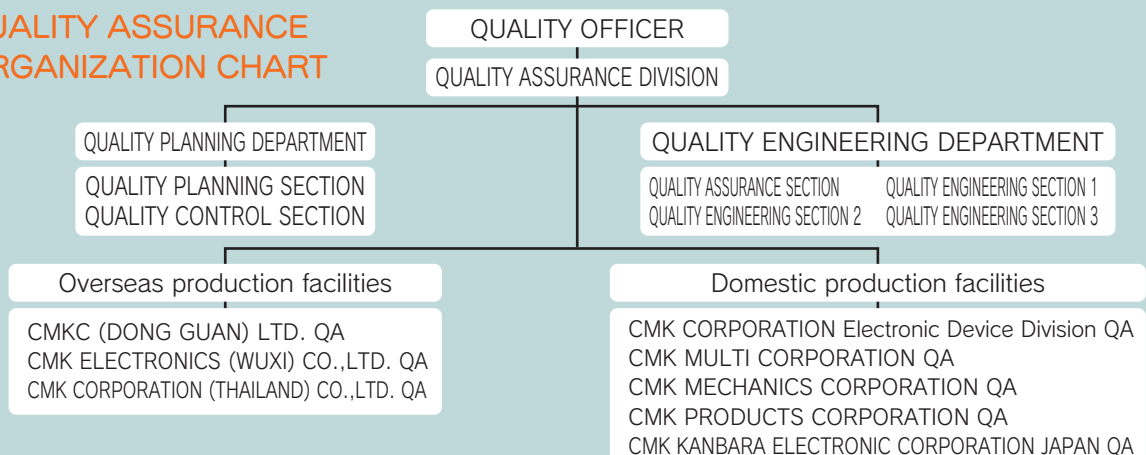 UALITY ASSURANCE
RGANIZATION CHART
QUALITY OFFICER
QUALITY ASSURANCE DIVISION
QUALITY PLANNING DEPARTMENT
QUALITY PLANNING SECTION
QUALITY CONTROL SECTION
QUALITY ENGINEERING DEPARTMENT
QUALITY ASSURANCE SECTION QUALITY ENGINEERING SECTION 1
QUALITY ENGINEERING SECTION 2 QUALITY ENGINEERING SECTION 3
Overseas production facilities
CMKC (DONG GUAN) LTD. QA
CMK ELECTRONICS (WUXI) CO.,LTD. QA
CMK CORPORATION (THAILAND) CO.,LTD. QA
Domestic production facilities
CMK CORPORATION Electronic Device Division QA
CMK MULTI CORPORATION QA
CMK MECHANICS CORPORATION QA
CMK PRODUCTS CORPORATION QA
CMK KANBARA ELECTRONIC CORPORATION JAPAN QA